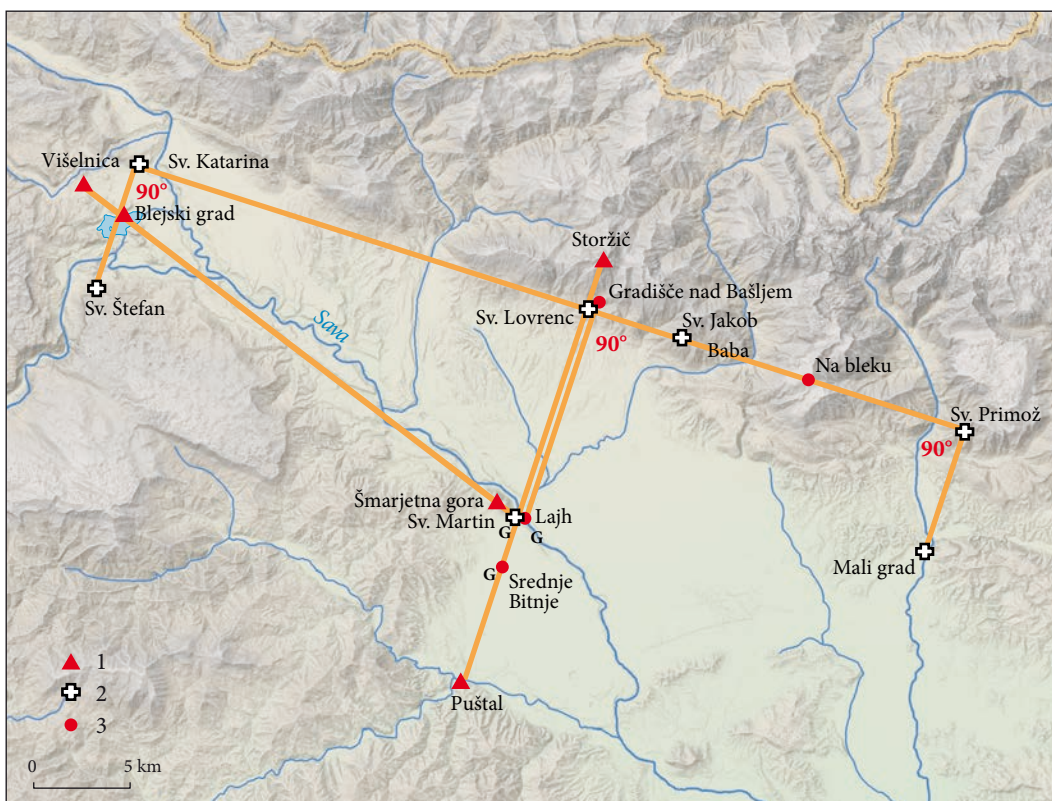 Višelnica
Sv. Katarina
90°
Blejski grad
Sv. Štefan
Sava
Storžič
Gradišče nad Bašljem
Sv. Lovrenc
90°
Sv. Jakob
Baba
Na bleku
Sv. Primož
90°
Šmarjetna gora
Sv. Martin
Lajh
G
G
G
Srednje
Bitnje
Mali grad
Puštal
1
2
3
0 5 km